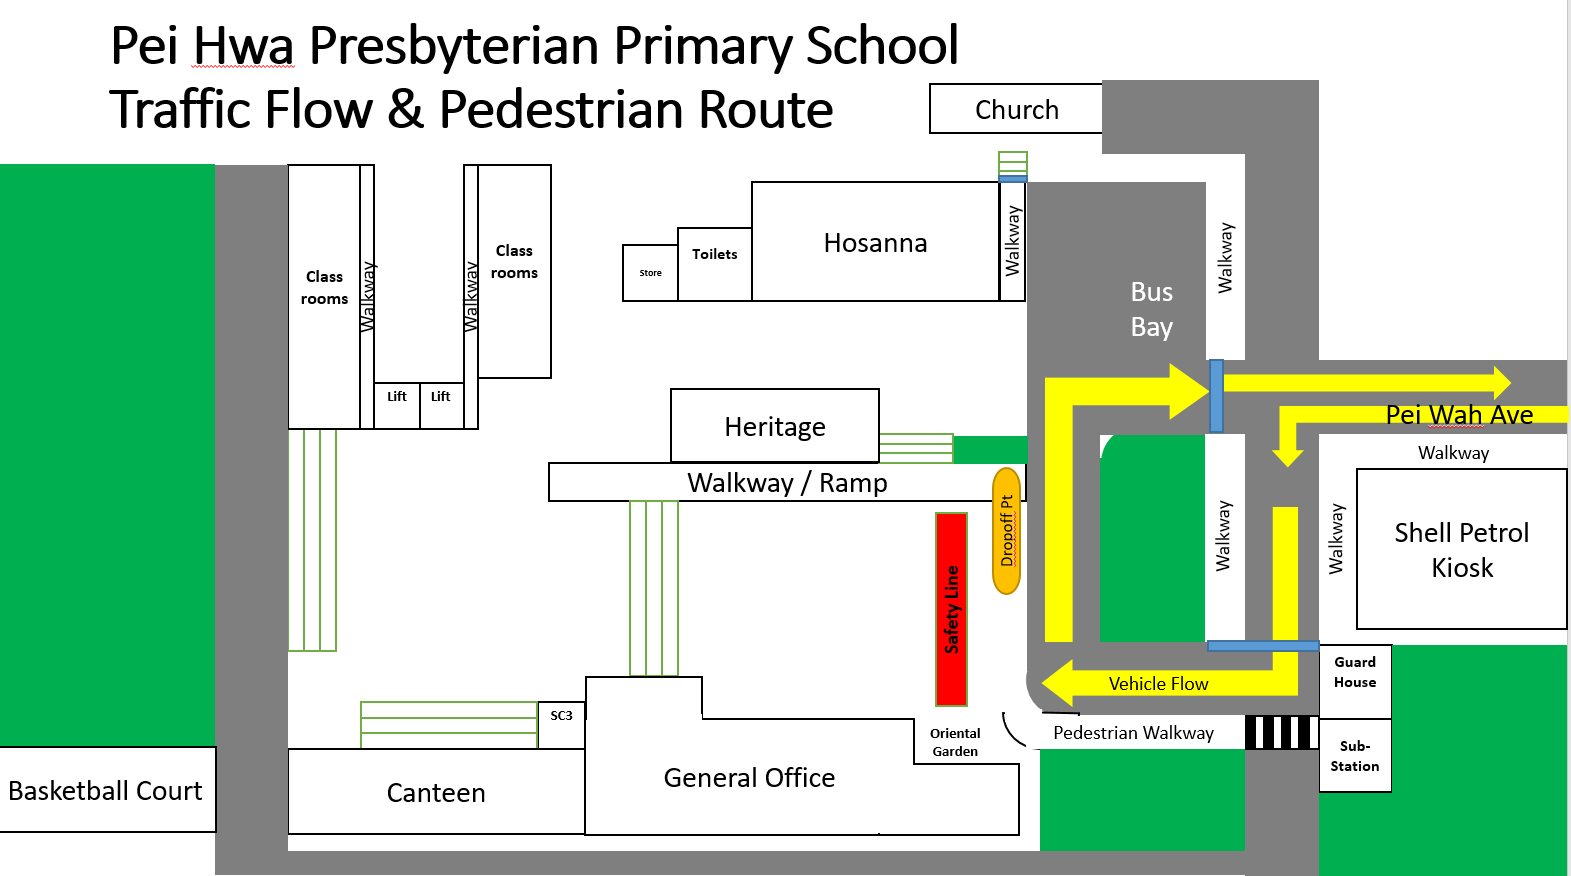 Pei Hwa Presbyterian Primary School
Traffic Flow & Pedestrian Route
Church
Class
rooms
Walkway
Walkway
Class
rooms
Lift
Lift
Store
Toilets
Hosanna
Walkway
Bus
Bay
Walkway
Heritage
Walkway / Ramp
Dropoff Pt
Safety Line
Pei Wah Ave
Walkway
Walkway
Walkway
Shell Petrol
Kiosk
Guard
House
Vehicle Flow
Pedestrian Walkway
Sub-
Station
Oriental
Garden
SC3
General Office
Canteen
Basketball Court